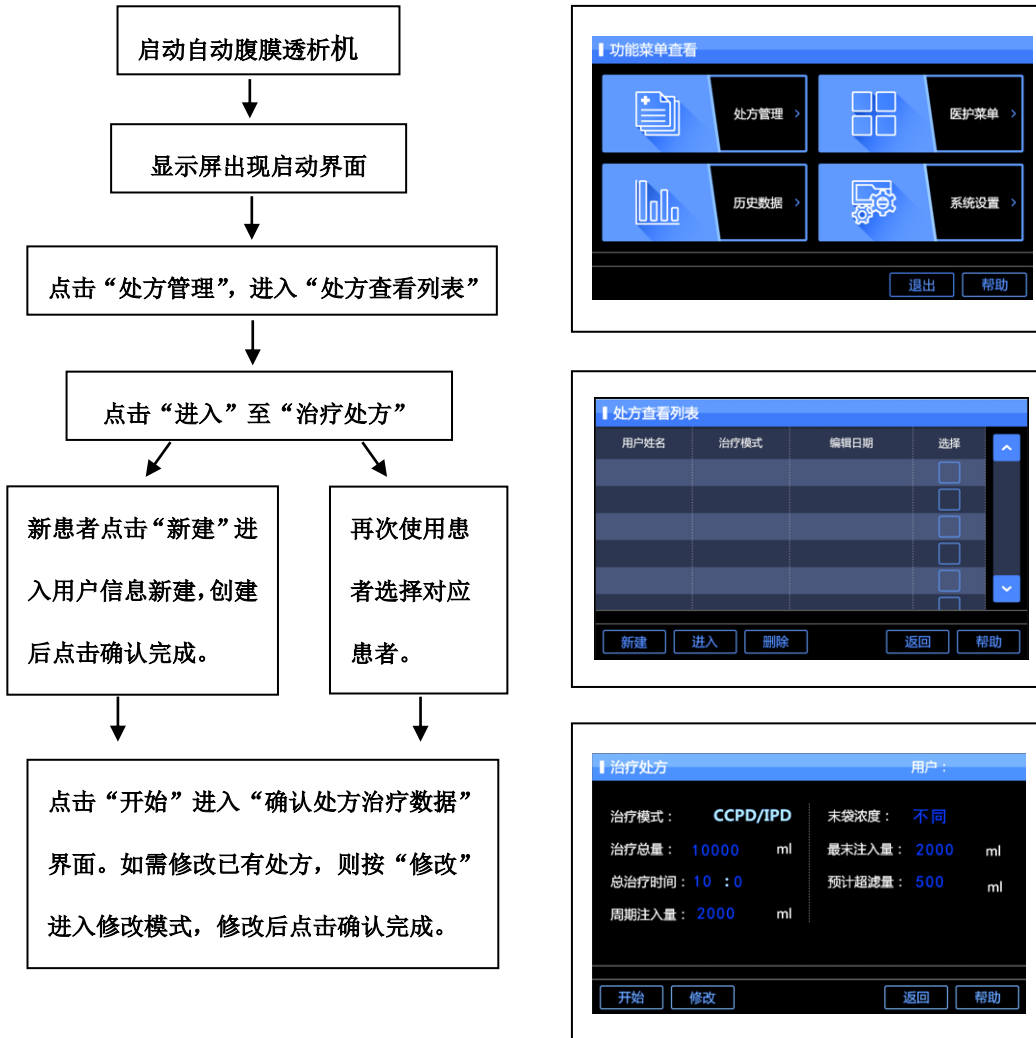 启动自动腹膜透析机
显示屏出现启动界面
点击“处方管理”，进入“处方查看列表”
点击“进入”至“治疗处方”
新患者点击“新建”进
入用户信息新建，创建
后点击确认完成。
再次使用患
者选择对应
患者。
点击“开始”进入“确认处方治疗数据”
界面。如需修改已有处方，则按“修改”
进入修改模式，修改后点击确认完成。
功能菜单查看
处方管理 >
医护菜单 >
历史数据 >
系统设置 >
退出 帮助
处方查看列表
用户姓名 治疗模式 编辑日期 选择
新建 进入 删除 返回 帮助
治疗处方 用户：
治疗模式： CCPD/IPD 末袋浓度： 不同
治疗总量： 10000 ml 最末注入量： 2000 ml
总治疗时间：10 : 0 预计超滤量： 500 ml
周期注入量： 2000 ml
开始 修改 返回 帮助